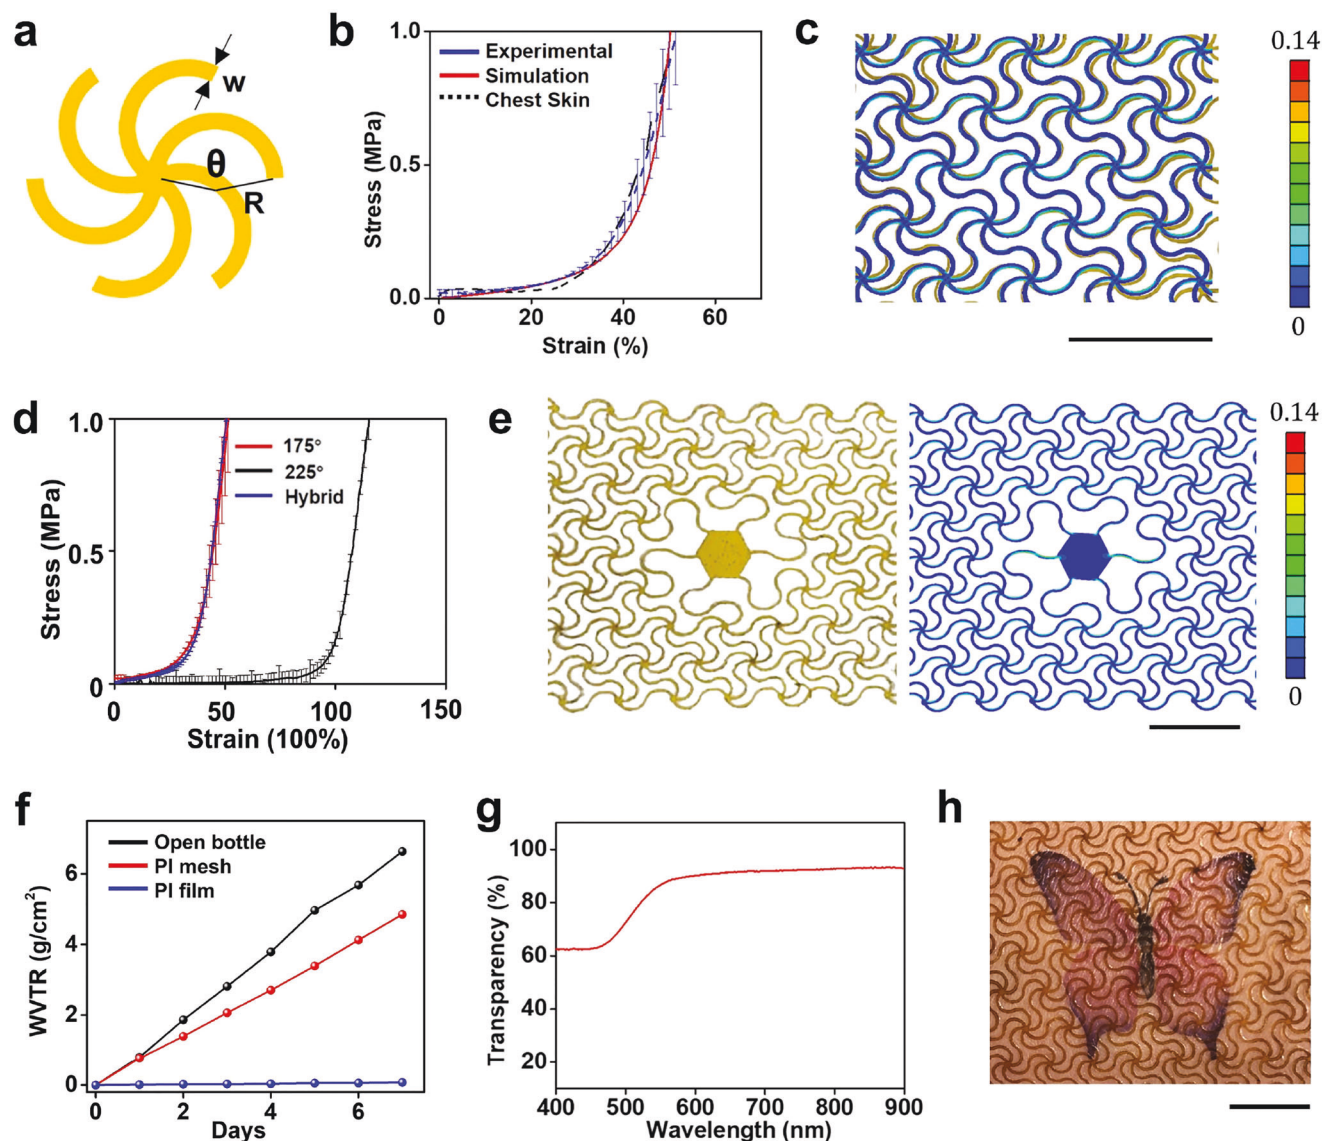 a
w
θ
R
b
1.0
0.5
0.0
Stress (MPa)
Experimental
Simulation
Chest Skin
0 20 40 60
Strain (%)
c
0.14
0
d
1.0
0.5
0
Stress (MPa)
175°
225°
Hybrid
0 50 100 150
Strain (100%)
e
0.14
0
f
6
4
2
0
WVTR (g/cm²)
Open bottle
PI mesh
PI film
0 2 4 6
Days
g
100
80
60
40
20
Transparency (%)
400 500 600 700 800 900
Wavelength (nm)
h